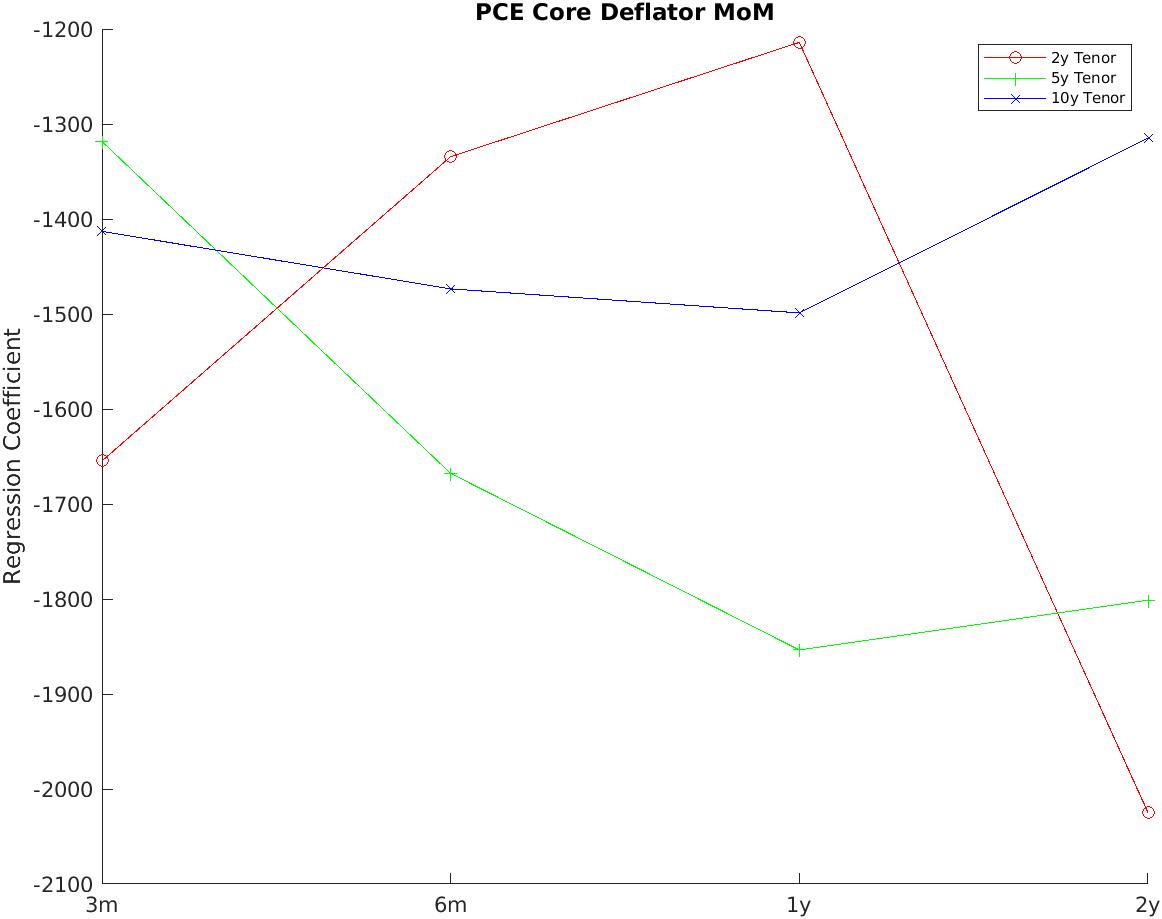 PCE Core Deflator MoM
-1200
-1300
-1400
-1500
-1600
-1700
-1800
-1900
-2000
-2100
Regression Coefficient
3m
6m
1y
2y
2y Tenor
5y Tenor
10y Tenor